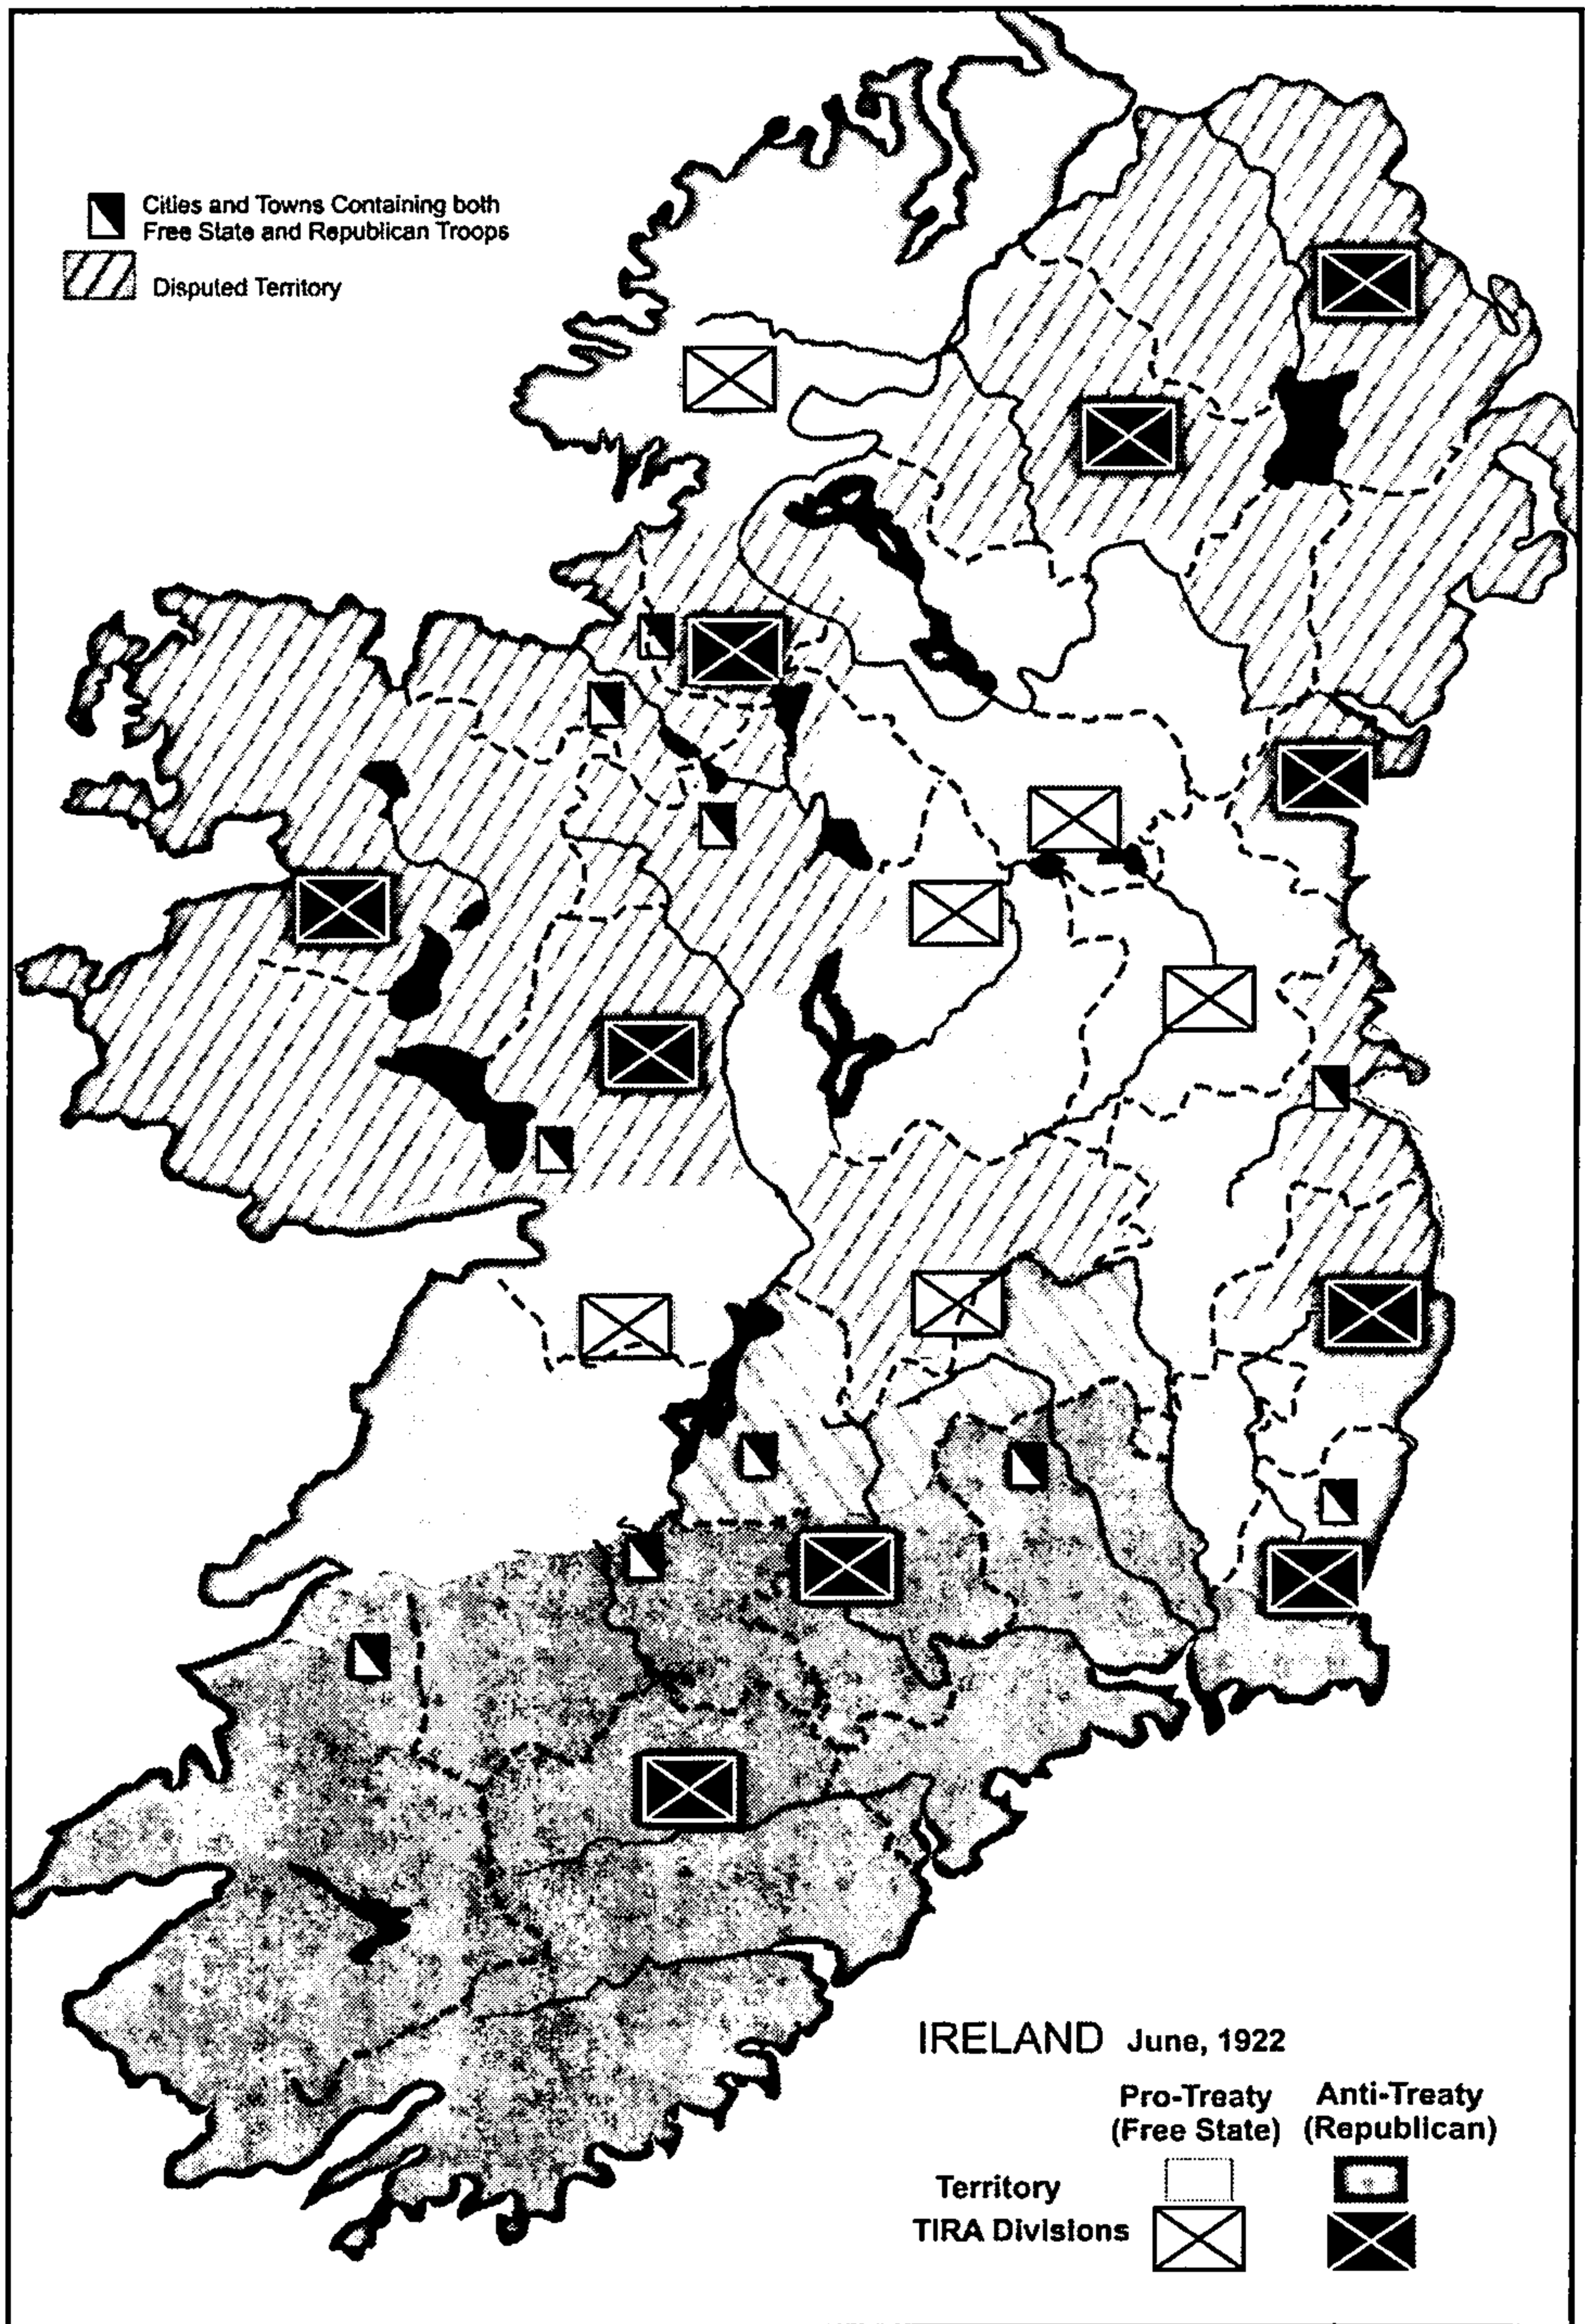 Cities and Towns Containing both
Free State and Republican Troops
Disputed Territory
IRELAND June, 1922
Pro-Treaty
(Free State)
Anti-Treaty
(Republican)
Territory
TIRA Divisions